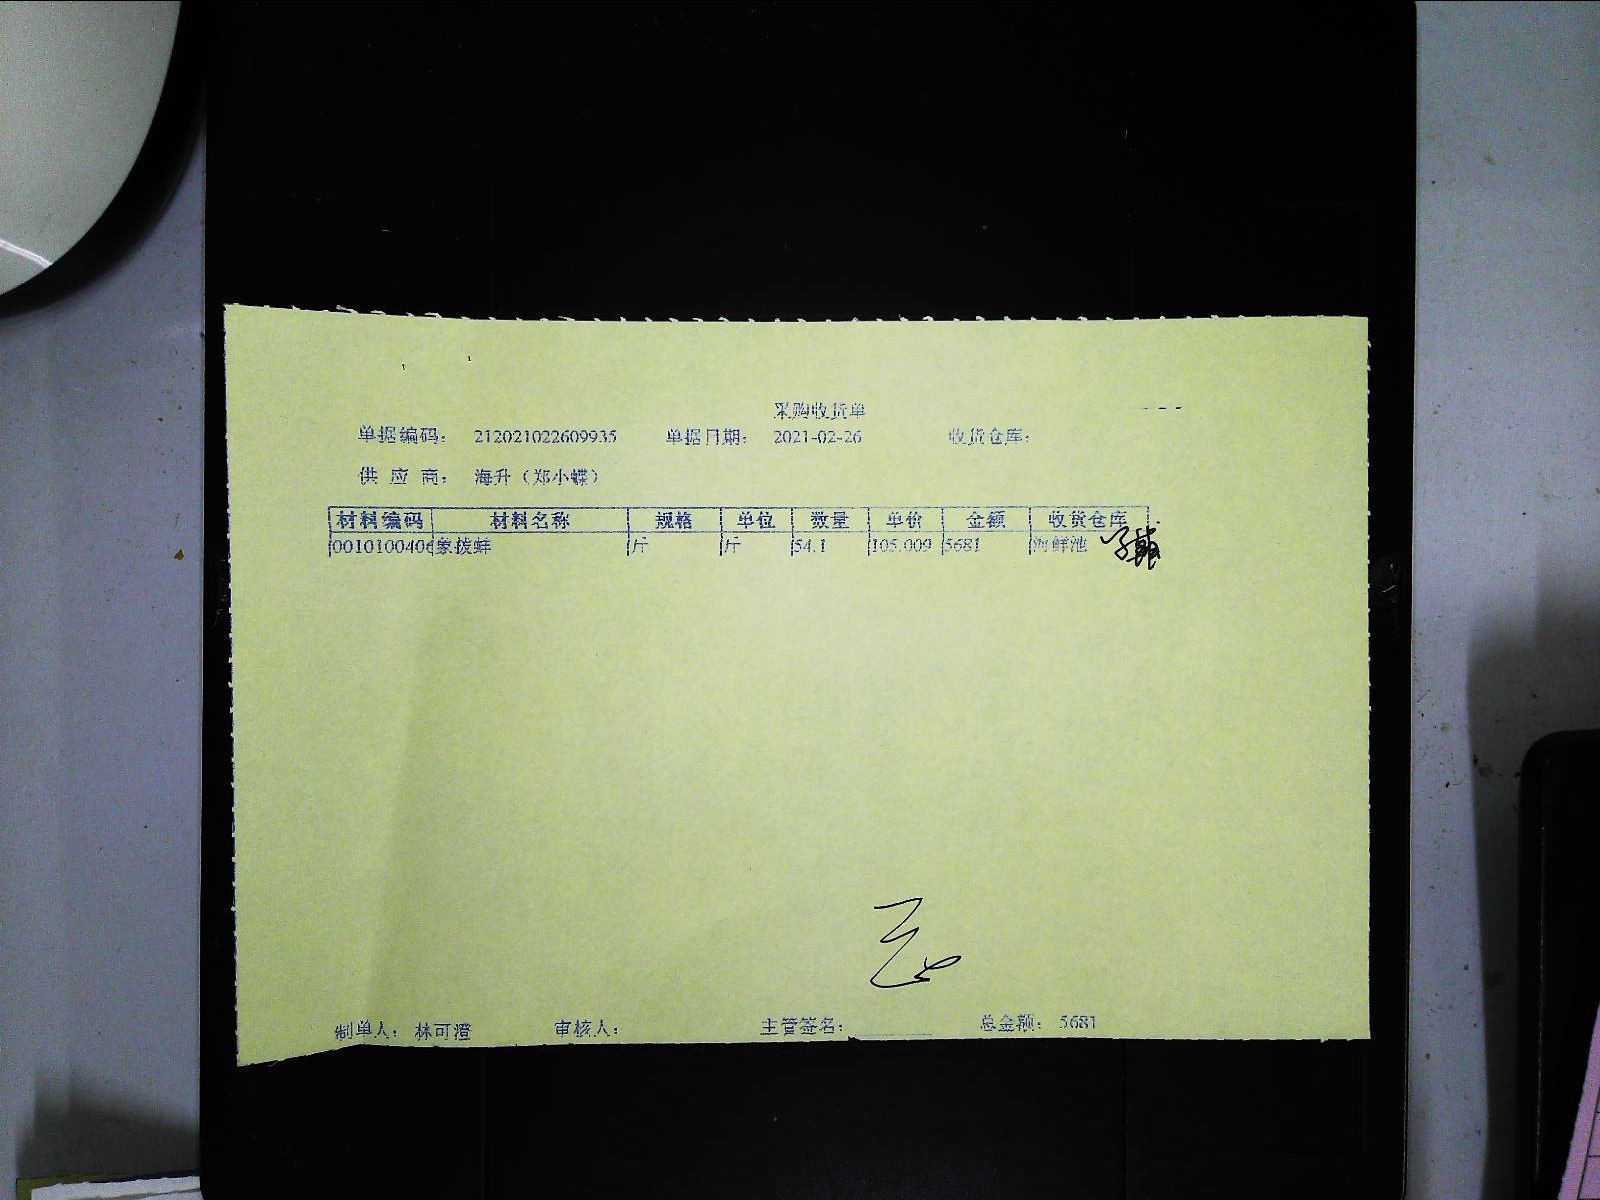 采购收货单
单据编码： 212021022609935 单据日期： 2021-02-26 收货仓库：
供 应 商： 海升（郑小蝶）
材料编码 材料名称 规格 单位 数量 单价 金额 收货仓库
0010100406 象拔蚌 斤 斤 54.1 105.009 5681 海鲜池
制单人： 林可澄 审核人： 主管签名： 总金额： 5681